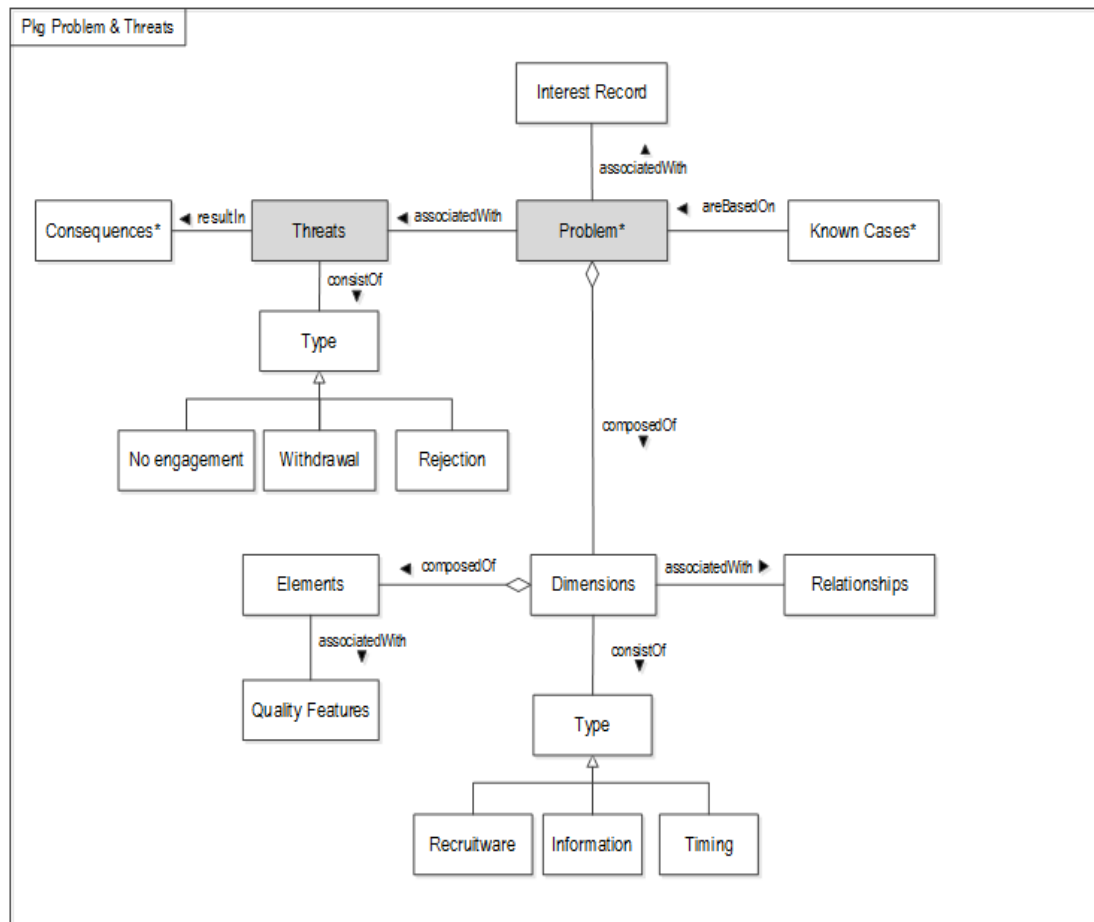 Pkg Problem & Threats
Interest Record
associatedWith
Consequences*
resultIn
Threats
associatedWith
Problem*
areBasedOn
Known Cases*
consistOf
Type
No engagement
Withdrawal
Rejection
composedOf
Elements
composedOf
Dimensions
associatedWith
Relationships
associatedWith
Quality Features
consistOf
Type
Recruitware
Information
Timing